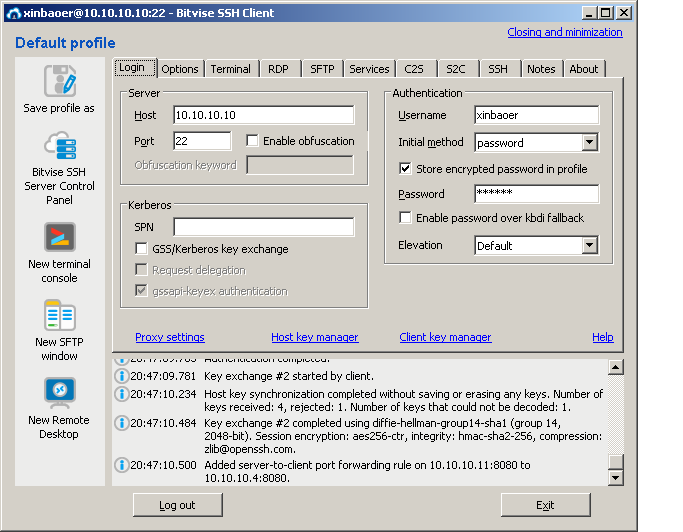 xinbaoer@10.10.10.10:22 - Bitvise SSH Client
Default profile
Closing and minimization
Save profile as
Bitvise SSH
Server Control
Panel
New terminal
console
New SFTP
window
New Remote
Desktop
Login Options Terminal RDP SFTP Services C2S S2C SSH Notes About
Server
Host 10.10.10.10
Port 22 Enable obfuscation
Obfuscation keyword
Kerberos
SPN
GSS/Kerberos key exchange
Request delegation
gssapi-keyex authentication
Authentication
Username xinbaoer
Initial method password
Store encrypted password in profile
Password ******
Enable password over kbdi fallback
Elevation Default
Proxy settings Host key manager Client key manager Help
20:47:09.765 Authentication completed.
20:47:09.781 Key exchange #2 started by client.
20:47:10.234 Host key synchronization completed without saving or erasing any keys. Number of
keys received: 4, rejected: 1. Number of keys that could not be decoded: 1.
20:47:10.484 Key exchange #2 completed using diffie-hellman-group14-sha1 (group 14,
2048-bit). Session encryption: aes256-ctr, integrity: hmac-sha2-256, compression:
zlib@openssh.com.
20:47:10.500 Added server-to-client port forwarding rule on 10.10.10.11:8080 to
10.10.10.4:8080.
Log out Exit